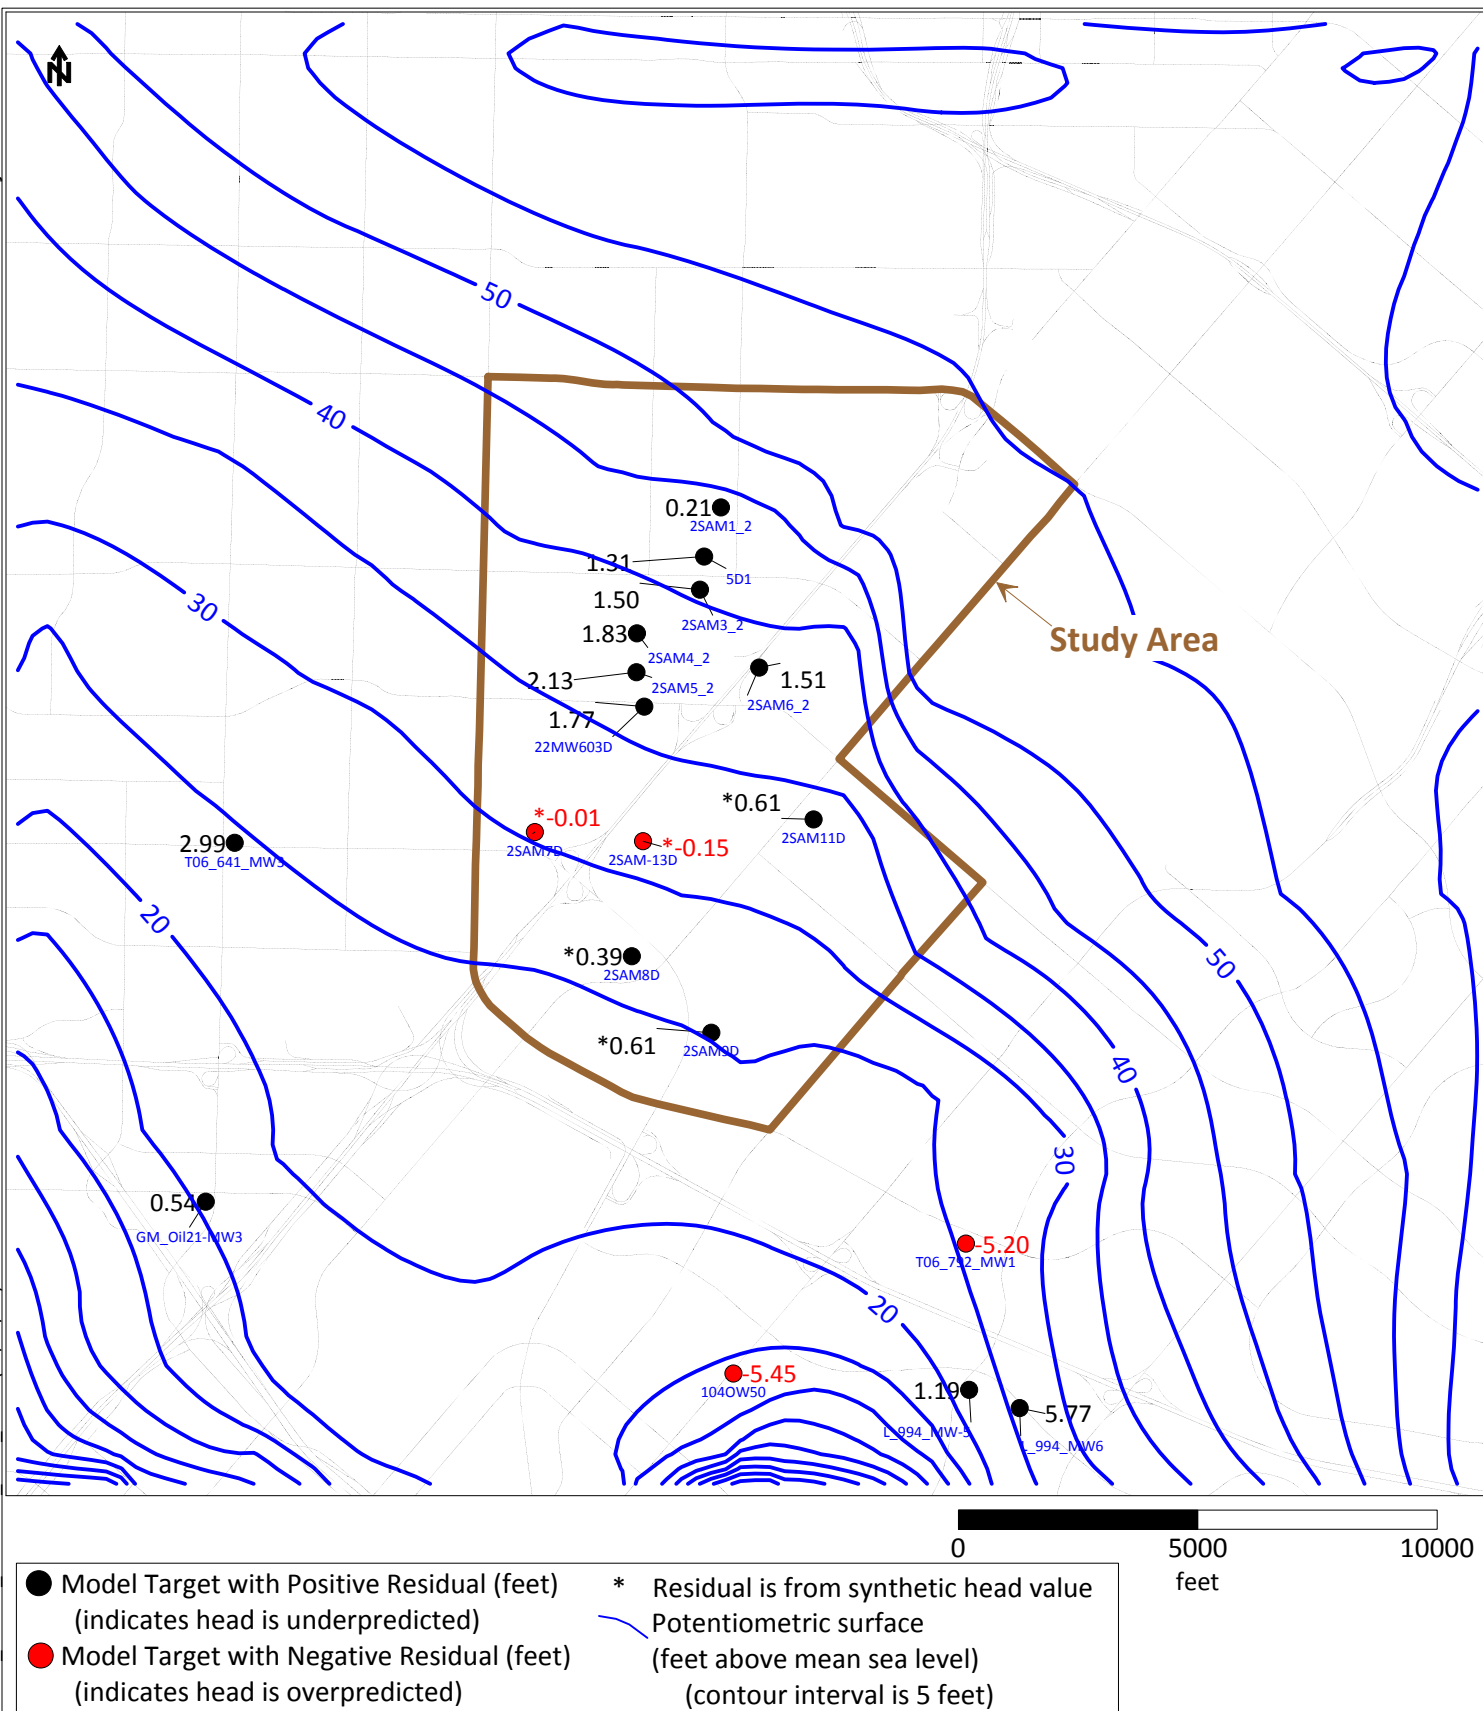 N
50
40
0.21
2SAM1_2
1.31
5D1
1.50
2SAM3_2
30
1.83
2SAM4_2
Study Area
2.13
2SAM5_2
1.51
2SAM6_2
1.77
22MW603D
*0.61
2SAM11D
*-0.01
2SAM7D
*-0.15
2SAM-13D
2.99
T06_641_MW3
20
*0.39
2SAM8D
50
*0.61
2SAM9D
40
30
0.54
GM_Oil21-MW3
-5.20
T06_792_MW1
20
-5.45
104OW50
1.19
L_994_MW-5
5.77
L_994_MW6
0 5000 10000
feet
Model Target with Positive Residual (feet)
(indicates head is underpredicted)
Model Target with Negative Residual (feet)
(indicates head is overpredicted)
* Residual is from synthetic head value
Potentiometric surface
(feet above mean sea level)
(contour interval is 5 feet)